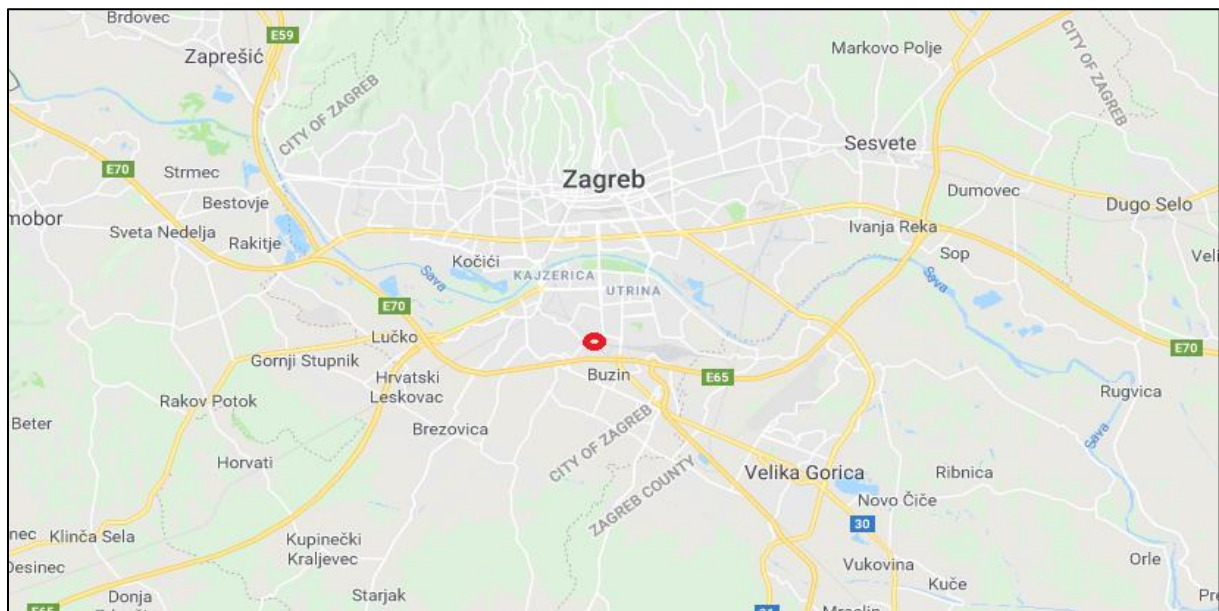 Brdovec
E59
Zaprešić
Markovo Polje
CITY OF ZAGREB
CITY OF ZAGREB
Sesvete
E70
Strmec
Zagreb
Bestovje
Dumovec
Dugo Selo
mobor
Sveta Nedelja
Rakitje
Ivanja Reka
Sop
Veli
Kočići
KAJZERICA
Sava
UTRINA
Sava
E70
Lučko
E70
Gornji Stupnik
Hrvatski
Leskovac
Buzin
E65
Rugvica
Rakov Potok
Beter
Brezovica
CITY OF ZAGREB
Sava
Horvati
ZAGREB COUNTY
Velika Gorica
Ribnica
Novo Čiče
nec
Klinča Sela
Kupinečki
Kraljevec
30
Desinec
Vukovina
Orle
Donja
Starjak
Kuče
Pre
E65